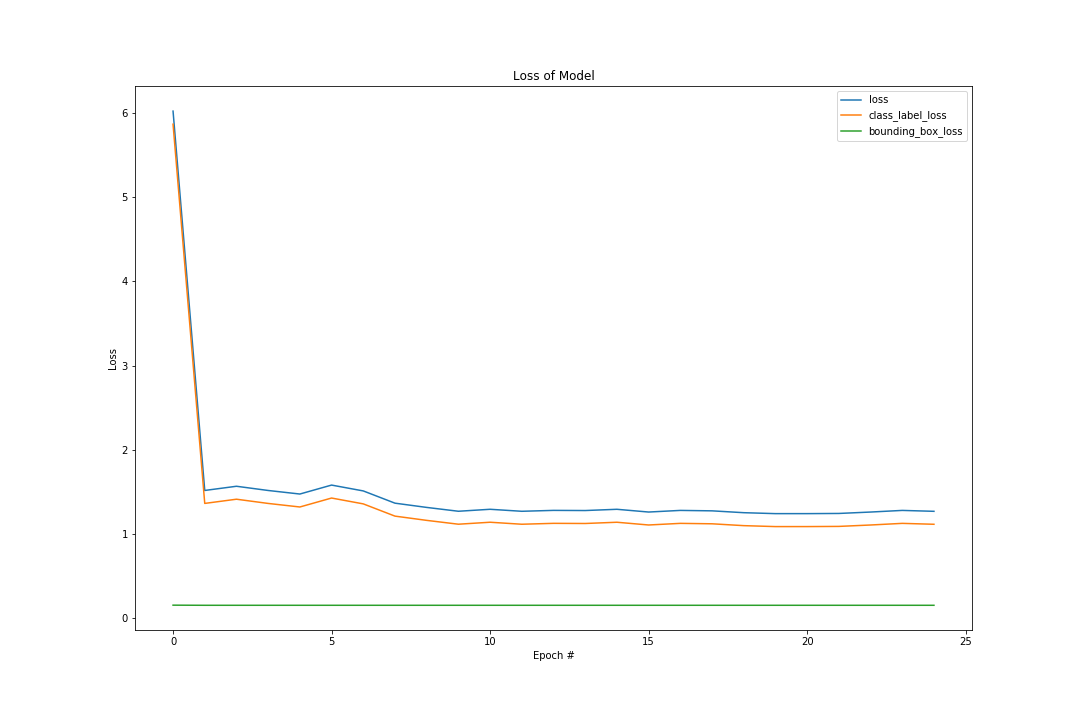 Loss of Model
loss
class_label_loss
bounding_box_loss
6
5
4
3
2
1
0
Loss
0 5 10 15 20 25
Epoch #